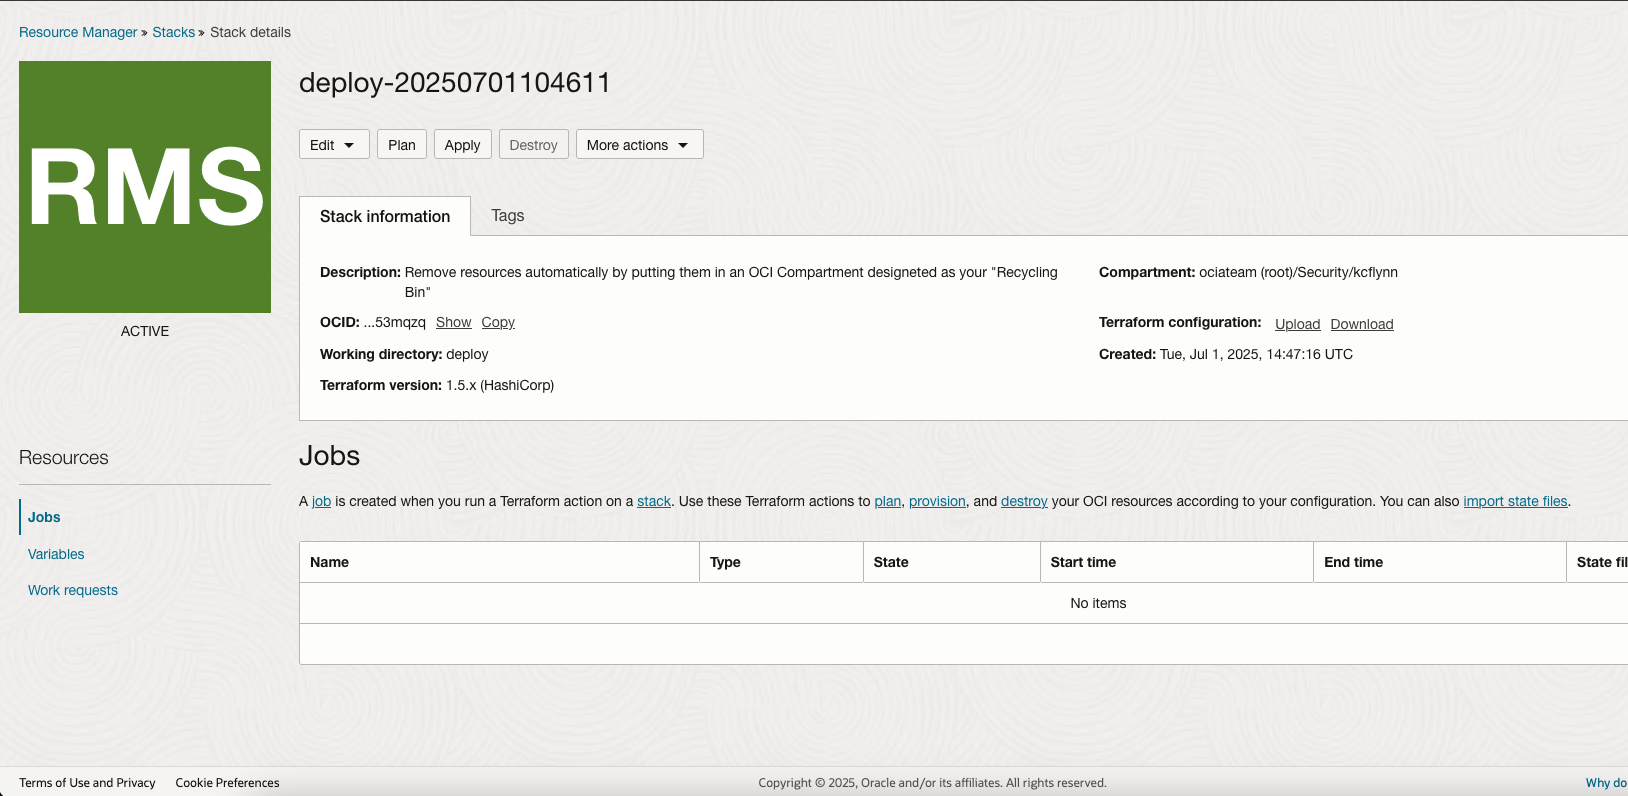 Resource Manager » Stacks » Stack details
RMS
ACTIVE
deploy-20250701104611
Edit
Plan
Apply
Destroy
More actions
Stack information
Tags
Description: Remove resources automatically by putting them in an OCI Compartment designeted as your "Recycling
Bin"
OCID: ...53mqzq Show Copy
Working directory: deploy
Terraform version: 1.5.x (HashiCorp)
Compartment: ociateam (root)/Security/kcflynn
Terraform configuration: Upload Download
Created: Tue, Jul 1, 2025, 14:47:16 UTC
Resources
Jobs
Variables
Work requests
Jobs
A job is created when you run a Terraform action on a stack. Use these Terraform actions to plan, provision, and destroy your OCI resources according to your configuration. You can also import state files.
Name Type State Start time End time State fil
No items
Terms of Use and Privacy Cookie Preferences Copyright © 2025, Oracle and/or its affiliates. All rights reserved. Why do